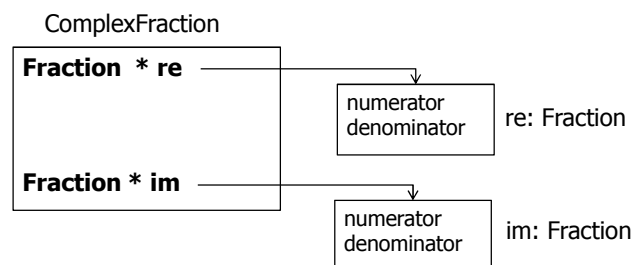 ComplexFraction
Fraction * re
numerator
denominator
re: Fraction
Fraction * im
numerator
denominator
im: Fraction